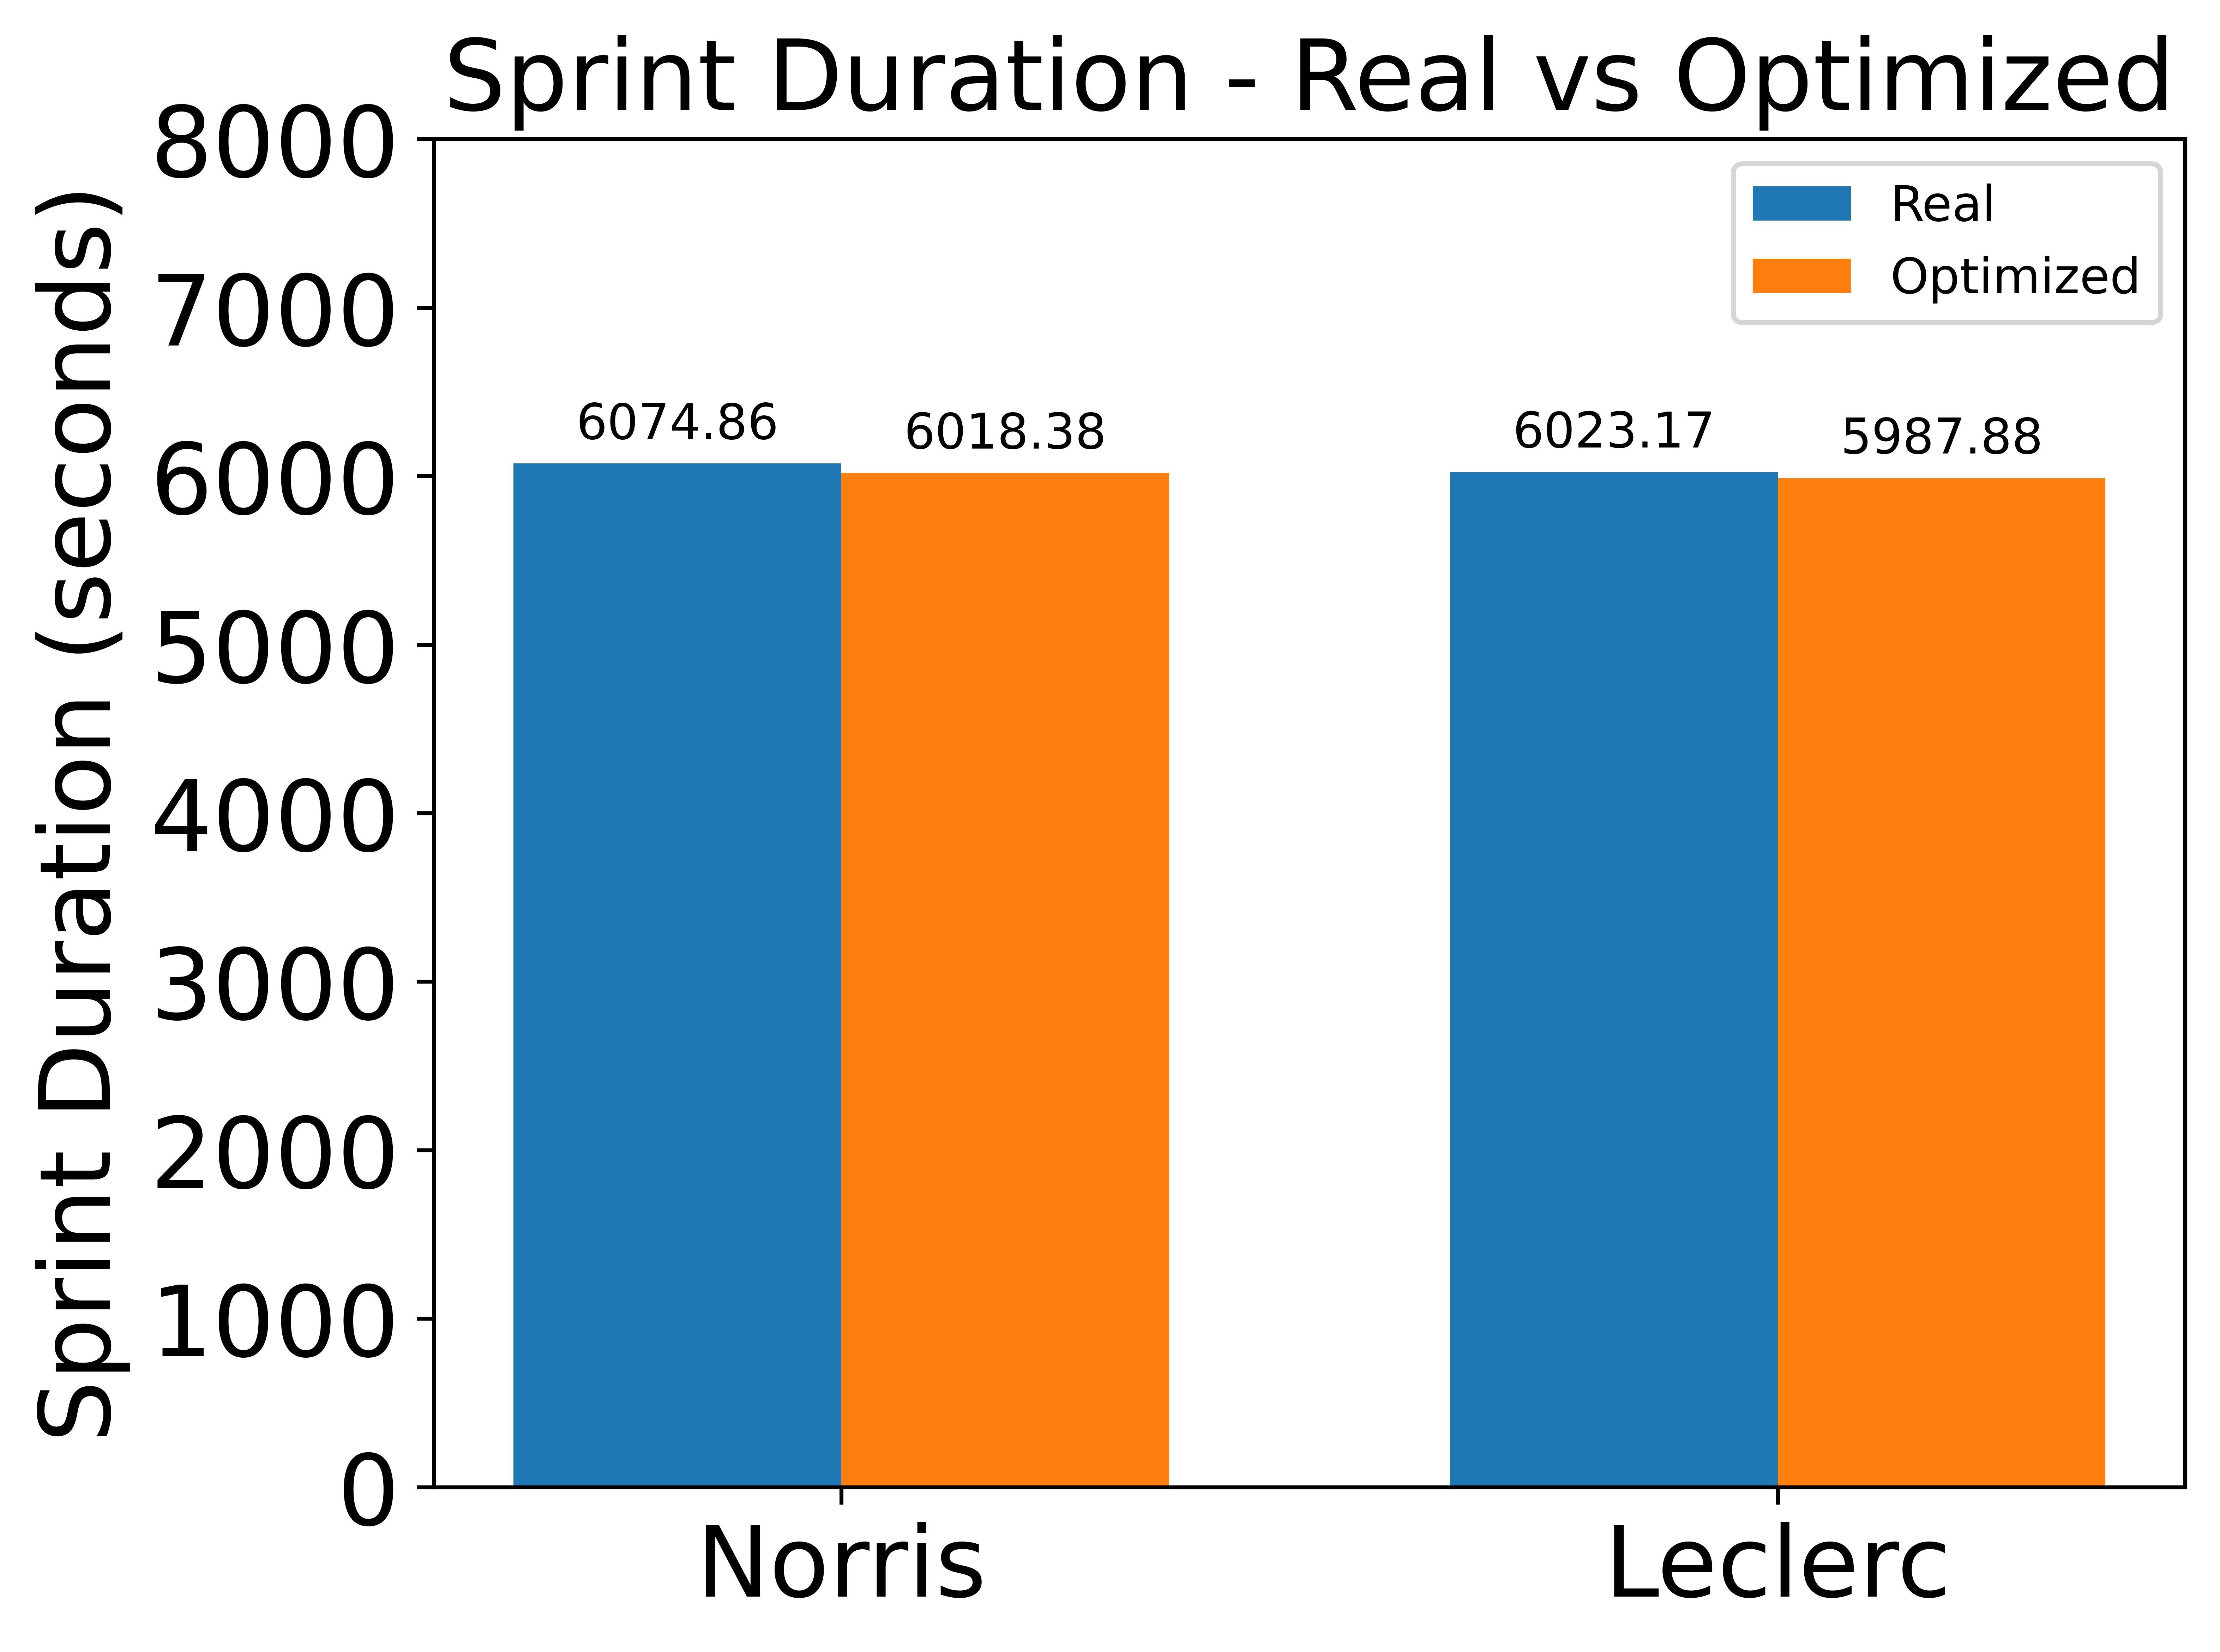 Sprint Duration - Real vs Optimized
Sprint Duration (seconds)
8000
7000
6000
5000
4000
3000
2000
1000
0
Real
Optimized
6074.86
6018.38
6023.17
5987.88
Norris
Leclerc